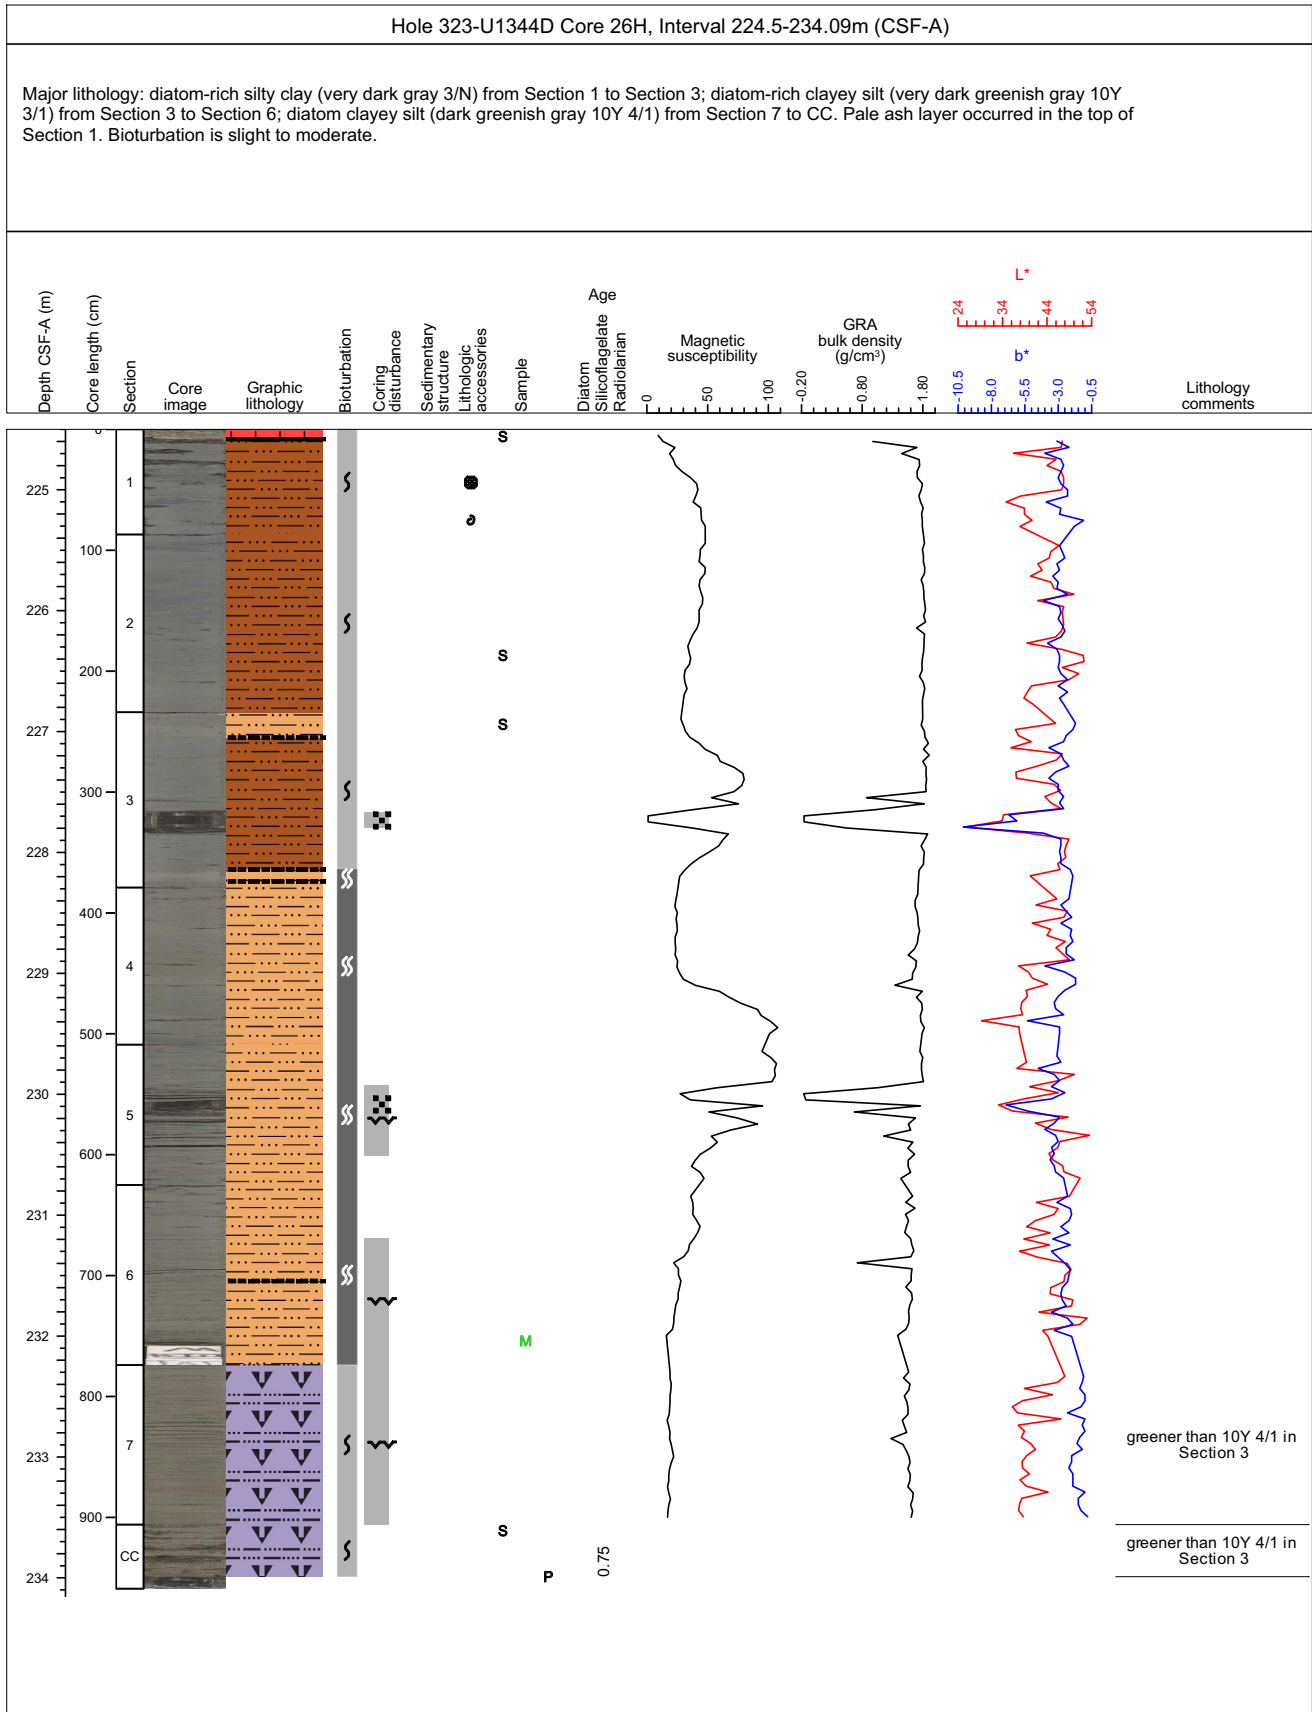 Hole 323-U1344D Core 26H, Interval 224.5-234.09m (CSF-A)
Major lithology: diatom-rich silty clay (very dark gray 3/N) from Section 1 to Section 3; diatom-rich clayey silt (very dark greenish gray 10Y
3/1) from Section 3 to Section 6; diatom clayey silt (dark greenish gray 10Y 4/1) from Section 7 to CC. Pale ash layer occurred in the top of
Section 1. Bioturbation is slight to moderate.
Depth CSF-A (m)
Core length (cm)
Section
Core
image
Graphic
lithology
Bioturbation
Coring
disturbance
Sedimentary
structure
Lithologic
accessories
Sample
Age
Diatom
Silicoflagelate
Radiolarian
Magnetic
susceptibility
0
50
100
GRA
bulk density
(g/cm³)
-0.20
0.80
1.80
L*
24
34
44
54
b*
-10.5
-8.0
-5.5
-3.0
-0.5
Lithology
comments
0
S
225
1
100
226
2
S
200
227
S
300
3
228
400
229
4
500
230
5
600
231
6
700
232
M
800
7
233
greener than 10Y 4/1 in
Section 3
900
S
CC
greener than 10Y 4/1 in
Section 3
234
P
0.75